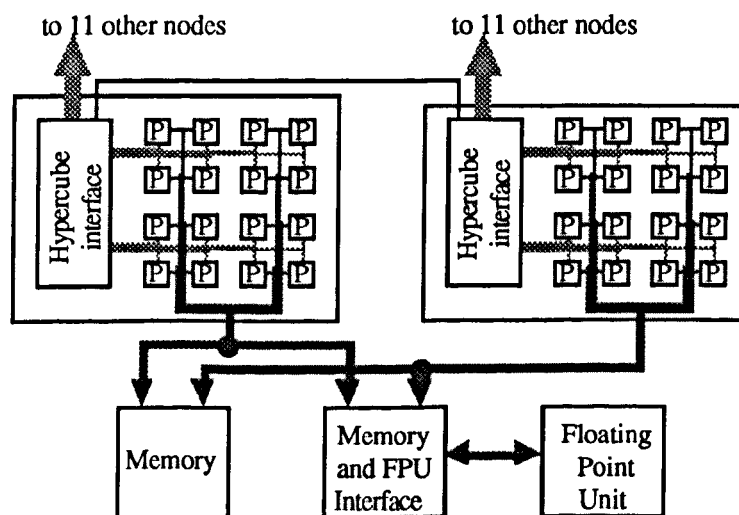 to 11 other nodes
to 11 other nodes
Hypercube
interface
P P P P
P P P P
P P P P
P P P P
Hypercube
interface
P P P P
P P P P
P P P P
P P P P
Memory
Memory
and FPU
Interface
Floating
Point
Unit